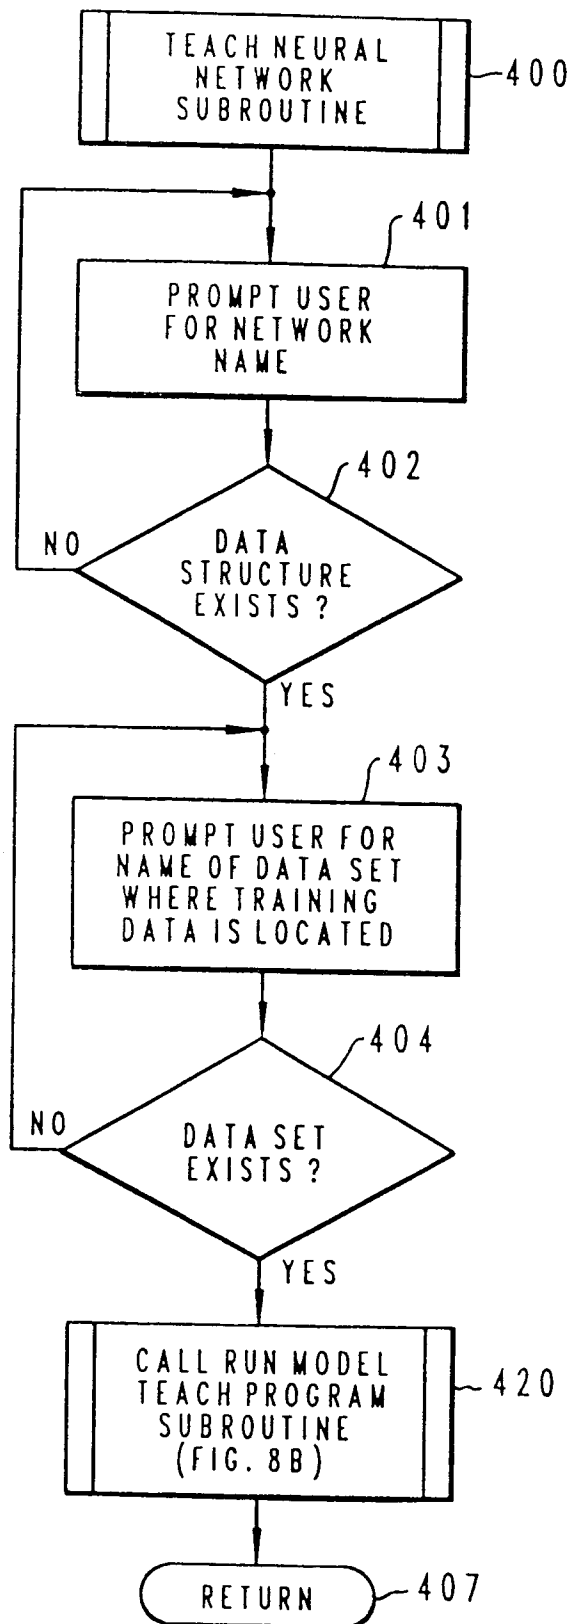 TEACH NEURAL
NETWORK
SUBROUTINE
400
401
PROMPT USER
FOR NETWORK
NAME
402
NO
DATA
STRUCTURE
EXISTS ?
YES
403
PROMPT USER FOR
NAME OF DATA SET
WHERE TRAINING
DATA IS LOCATED
404
NO
DATA SET
EXISTS ?
YES
CALL RUN MODEL
TEACH PROGRAM
SUBROUTINE
(FIG. 8B)
420
RETURN
407